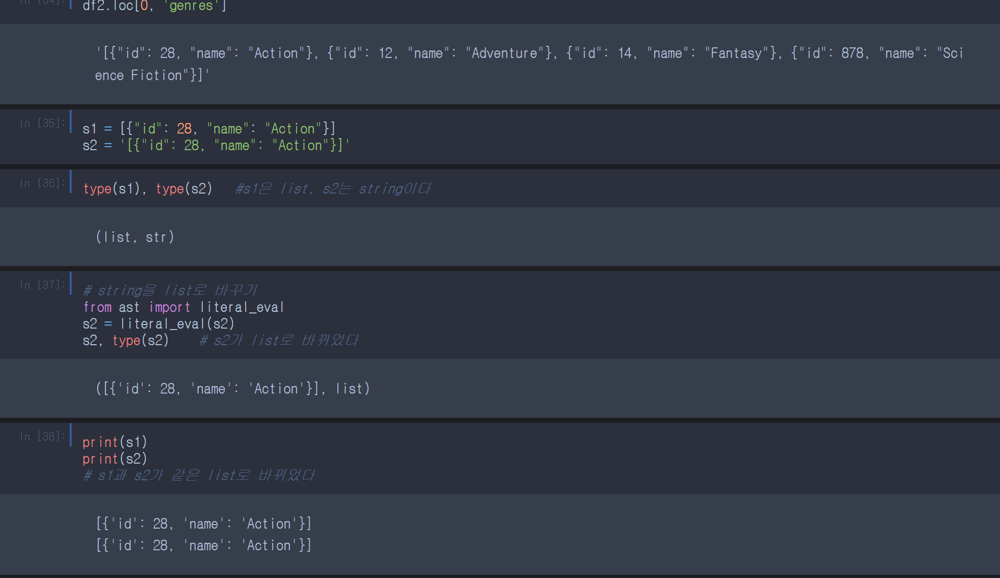 In [34]:
df2.loc[0, 'genres']
'[{"id": 28, "name": "Action"}, {"id": 12, "name": "Adventure"}, {"id": 14, "name": "Fantasy"}, {"id": 878, "name": "Sci
ence Fiction"}]'
In [35]:
s1 = [{"id": 28, "name": "Action"}]
s2 = '[{"id": 28, "name": "Action"}]'
In [36]:
type(s1), type(s2)   #s1은 list, s2는 string이다
(list, str)
In [37]:
# string을 list로 바꾸기
from ast import literal_eval
s2 = literal_eval(s2)
s2, type(s2)    # s2가 list로 바뀌었다
([{'id': 28, 'name': 'Action'}], list)
In [38]:
print(s1)
print(s2)
# s1과 s2가 같은 list로 바뀌었다
[{'id': 28, 'name': 'Action'}]
[{'id': 28, 'name': 'Action'}]